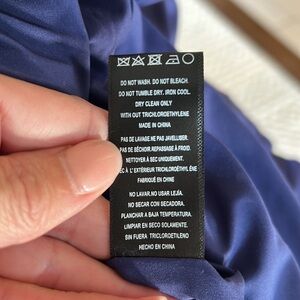 DO NOT WASH. DO NOT BLEACH.
DO NOT TUMBLE DRY. IRON COOL.
DRY CLEAN ONLY
WITH OUT TRICHLOROETHYLENE
MADE IN CHINA
PAS DE LAVAGE.NE PAS JAVELLISER.
PAS DE SÉCHOIR.REPASSAGE À FROID.
NETTOYER À SEC UNIQUEMENT.
À L' EXTÉRIEUR TRICHLOROÉTHYLÈNE
FABRIQUÉ EN CHINE
NO LAVAR.NO USAR LEJÍA.
NO SECAR CON SECADORA.
PLANCHAR A BAJA TEMPERATURA.
LIMPIAR EN SECO SOLAMENTE.
SIN FUERA TRICLOROETILENO
HECHO EN CHINA